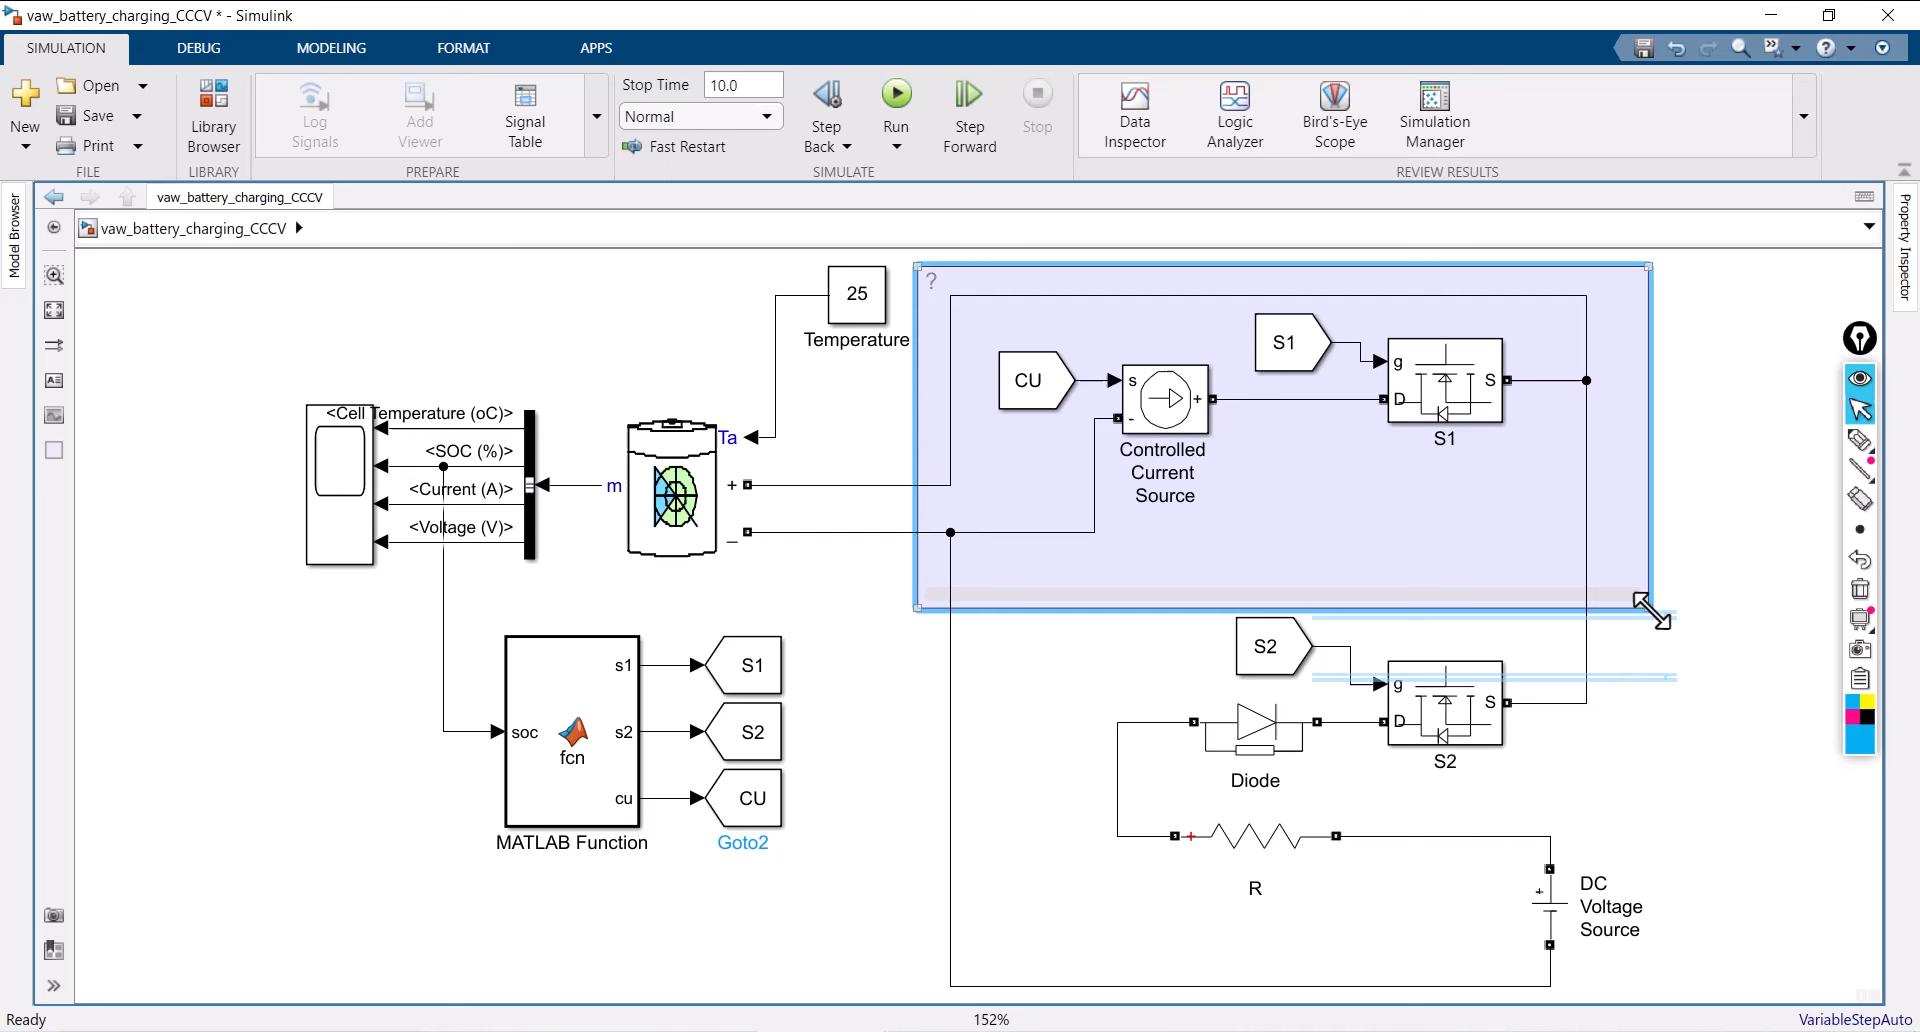 vaw_battery_charging_CCCV * - Simulink
SIMULATION DEBUG MODELING FORMAT APPS
New
Open
Save
Print
FILE
Library Browser
LIBRARY
Log Signals
Add Viewer
Signal Table
PREPARE
Stop Time 10.0
Normal
Fast Restart
Step Back
Run
Step Forward
Stop
SIMULATE
Data Inspector
Logic Analyzer
Bird's-Eye Scope
Simulation Manager
REVIEW RESULTS
Model Browser
Property Inspector
vaw_battery_charging_CCCV
vaw_battery_charging_CCCV
25
Temperature
?
S1
CU
s
+
-
g
D
S
S1
Controlled
Current
Source
<Cell Temperature (oC)>
<SOC (%)>
<Current (A)>
<Voltage (V)>
m
Ta
+
_
S2
g
D
S
S2
Diode
soc
fcn
s1
s2
cu
MATLAB Function
S1
S2
CU
Goto2
+
R
+
DC
Voltage
Source
Ready
152%
VariableStepAuto